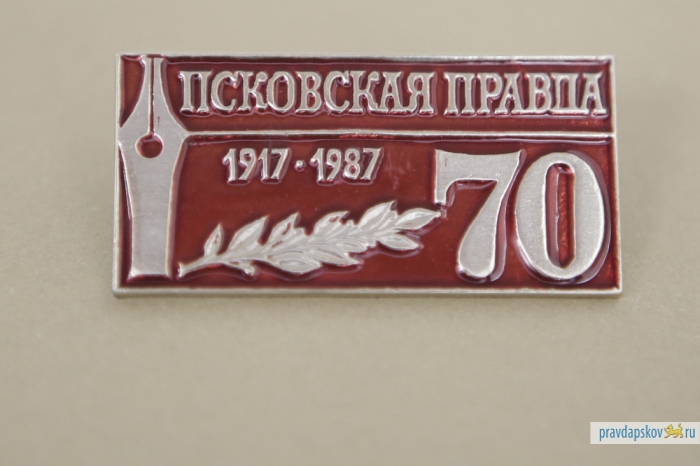 ПСКОВСКАЯ ПРАВДА
1917 · 1987
70
pravdapskov.ru